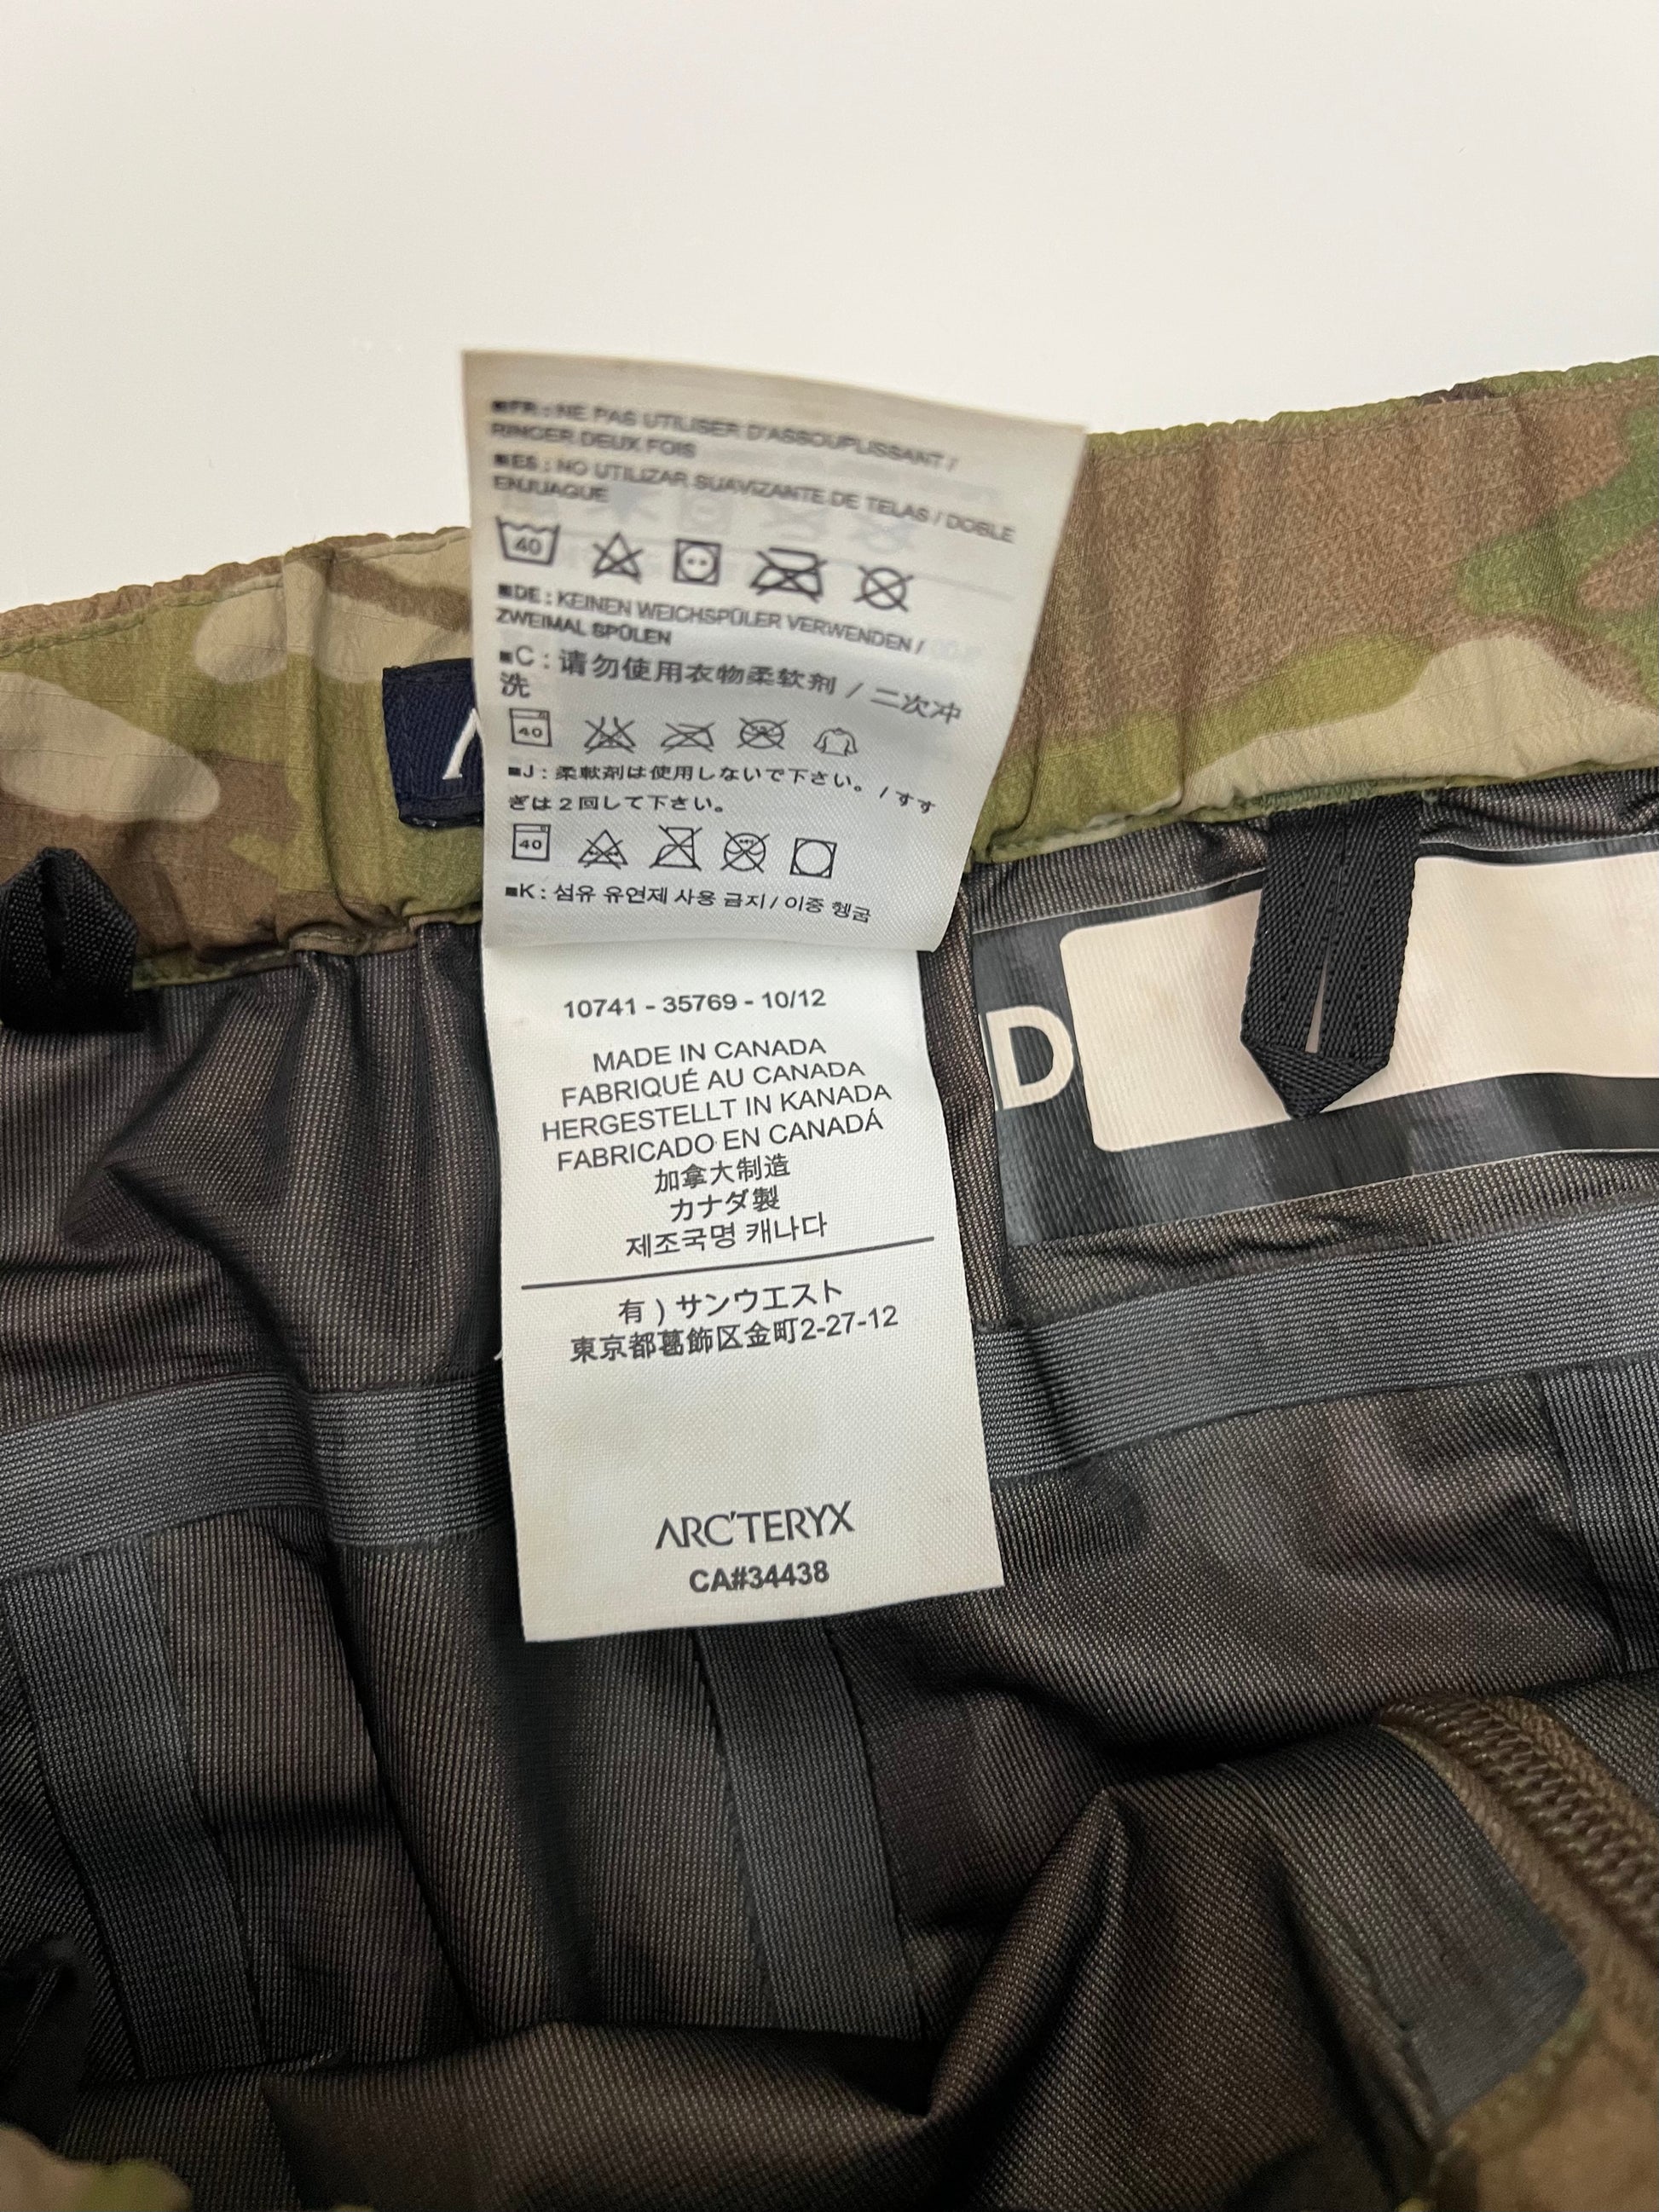 ■FR : NE PAS UTILISER D'ASSOUPLISSANT /
RINCER DEUX FOIS
■ES : NO UTILIZAR SUAVIZANTE DE TELAS / DOBLE
ENJUAGUE
40
■DE : KEINEN WEICHSPÜLER VERWENDEN /
ZWEIMAL SPÜLEN
■C : 请勿使用衣物柔软剂 / 二次冲
洗
40
■J : 柔軟剤は使用しないで下さい。 / すす
ぎは2回して下さい。
40
■K : 섬유 유연제 사용 금지 / 이중 헹굼
10741 - 35769 - 10/12
MADE IN CANADA
FABRIQUÉ AU CANADA
HERGESTELLT IN KANADA
FABRICADO EN CANADÁ
加拿大制造
カナダ製
제조국명 캐나다
有 ) サンウエスト
東京都葛飾区金町2-27-12
ARC'TERYX
CA#34438
D